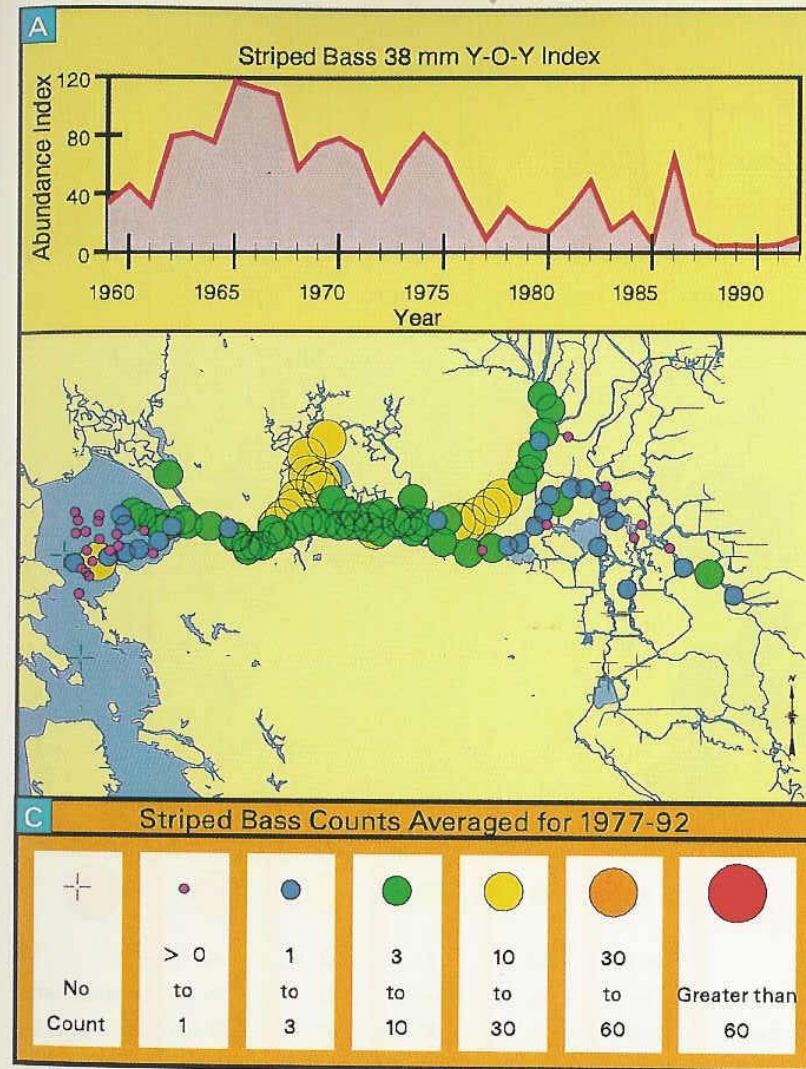 A
Striped Bass 38 mm Y-O-Y Index
Abundance Index
120
80
40
0
1960 1965 1970 1975 1980 1985 1990
Year
N
C
Striped Bass Counts Averaged for 1977-92
No
Count
> 0
to
1
1
to
3
3
to
10
10
to
30
30
to
60
Greater than
60